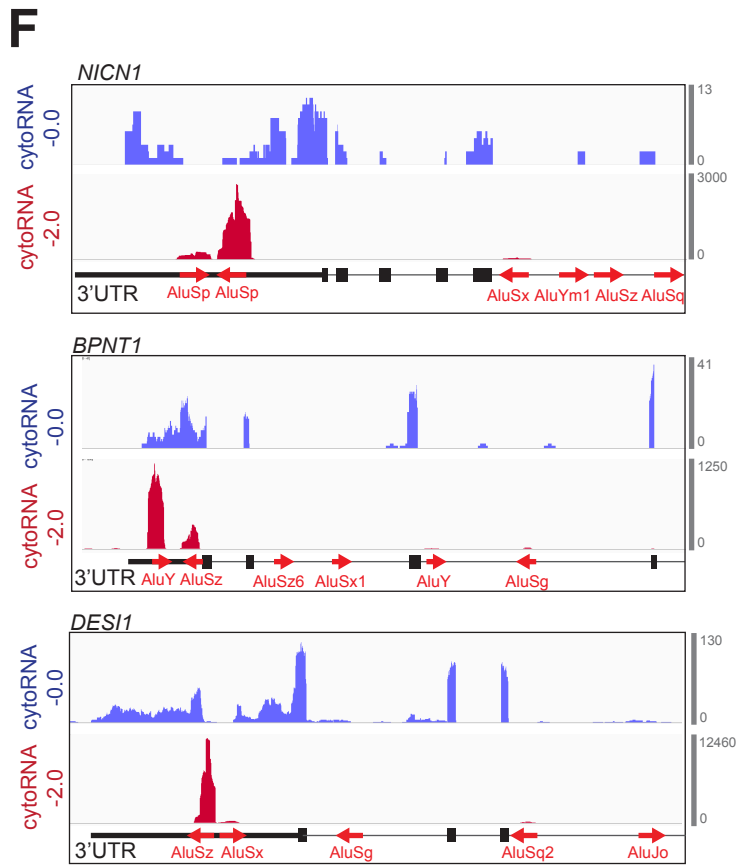 F
NICN1
cytoRNA
-0.0
13
0
cytoRNA
-2.0
3000
0
3'UTR
AluSp AluSp AluSx AluYm1 AluSz AluSq
BPNT1
cytoRNA
-0.0
41
0
cytoRNA
-2.0
1250
0
3'UTR
AluY AluSz AluSz6 AluSx1 AluY AluSg
DESI1
cytoRNA
-0.0
130
0
cytoRNA
-2.0
12460
0
3'UTR
AluSz AluSx AluSg AluSq2 AluJo